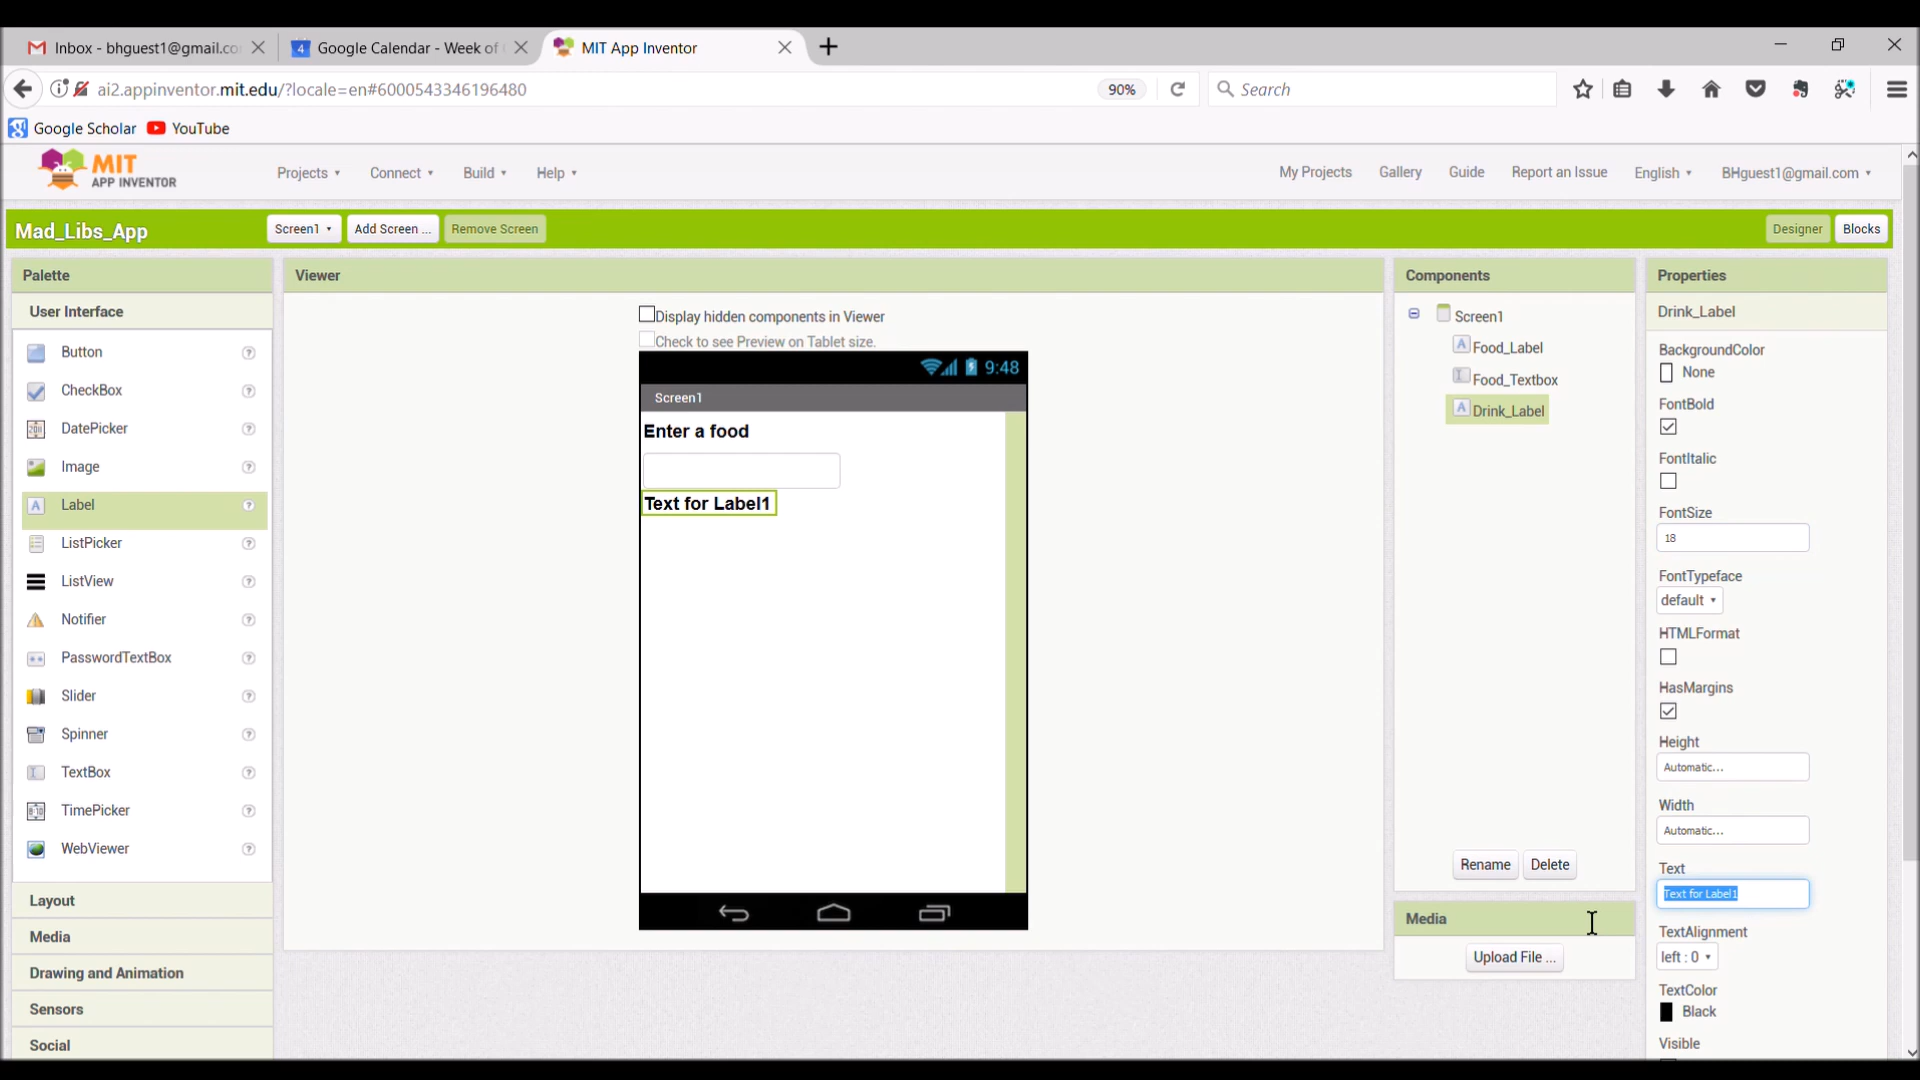 Inbox - bhguest1@gmail.co
Google Calendar - Week of
MIT App Inventor
ai2.appinventor.mit.edu/?locale=en#6000543346196480
90%
Search
Google Scholar
YouTube
MIT
APP INVENTOR
Projects
Connect
Build
Help
My Projects
Gallery
Guide
Report an Issue
English
BHguest1@gmail.com
Mad_Libs_App
Screen1
Add Screen ...
Remove Screen
Designer
Blocks
Palette
User Interface
Button
CheckBox
DatePicker
Image
Label
ListPicker
ListView
Notifier
PasswordTextBox
Slider
Spinner
TextBox
TimePicker
WebViewer
Layout
Media
Drawing and Animation
Sensors
Social
Viewer
Display hidden components in Viewer
Check to see Preview on Tablet size.
9:48
Screen1
Enter a food
Text for Label1
Components
Screen1
Food_Label
Food_Textbox
Drink_Label
Rename
Delete
Media
Upload File ...
Properties
Drink_Label
BackgroundColor
None
FontBold
FontItalic
FontSize
18
FontTypeface
default
HTMLFormat
HasMargins
Height
Automatic...
Width
Automatic...
Text
Text for Label1
TextAlignment
left : 0
TextColor
Black
Visible